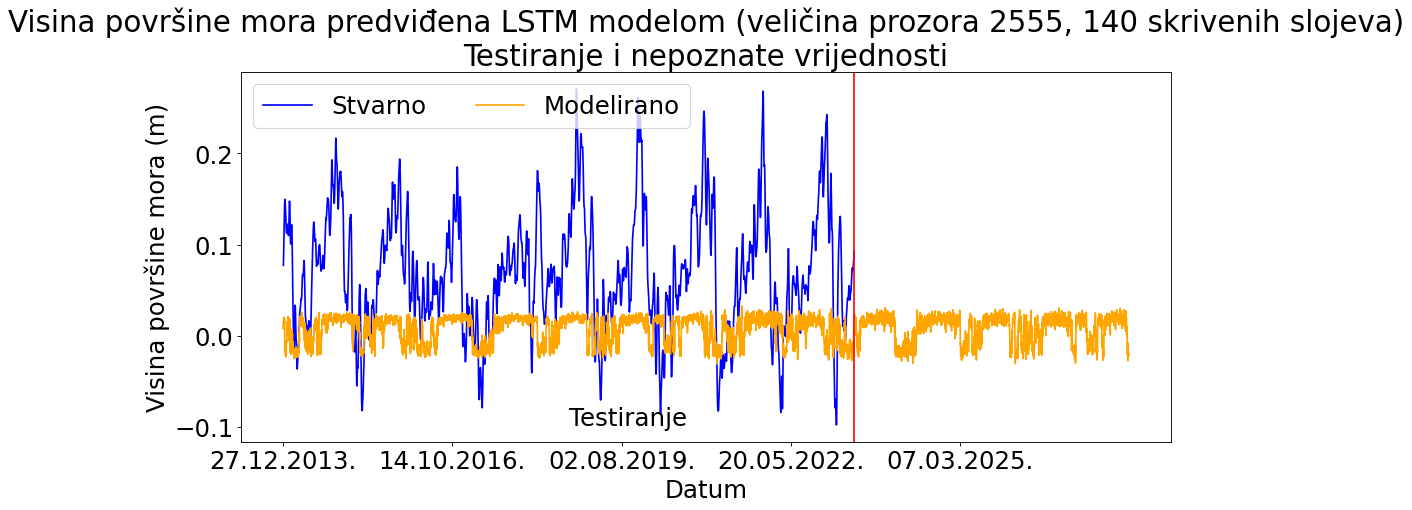 Visina površine mora predviđena LSTM modelom (veličina prozora 2555, 140 skrivenih slojeva)
Testiranje i nepoznate vrijednosti
Stvarno Modelirano
Visina površine mora (m)
0.2
0.1
0.0
−0.1
Testiranje
27.12.2013. 14.10.2016. 02.08.2019. 20.05.2022. 07.03.2025.
Datum